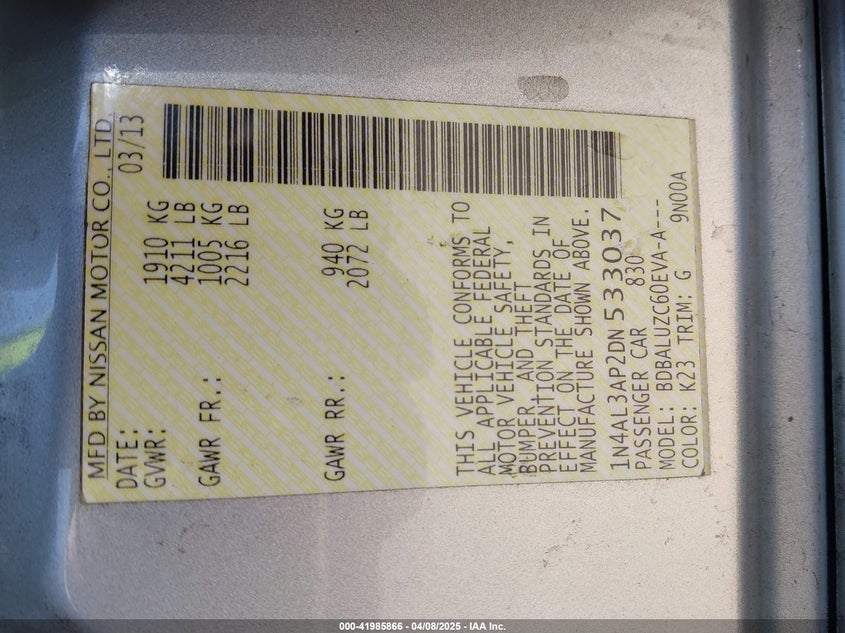 MFD BY NISSAN MOTOR CO., LTD.
DATE: 03/13
GVWR: 1910 KG
4211 LB
GAWR FR.: 1005 KG
2216 LB
GAWR RR.: 940 KG
2072 LB
THIS VEHICLE CONFORMS TO
ALL APPLICABLE FEDERAL
MOTOR VEHICLE SAFETY,
BUMPER AND THEFT
PREVENTION STANDARDS IN
EFFECT ON THE DATE OF
MANUFACTURE SHOWN ABOVE.
1N4AL3AP2DN533037
PASSENGER CAR 830
MODEL: BDBALUZC60EVA-A---
COLOR: K23 TRIM: G 9N00A
000-41985866 - 04/08/2025 - IAA Inc.